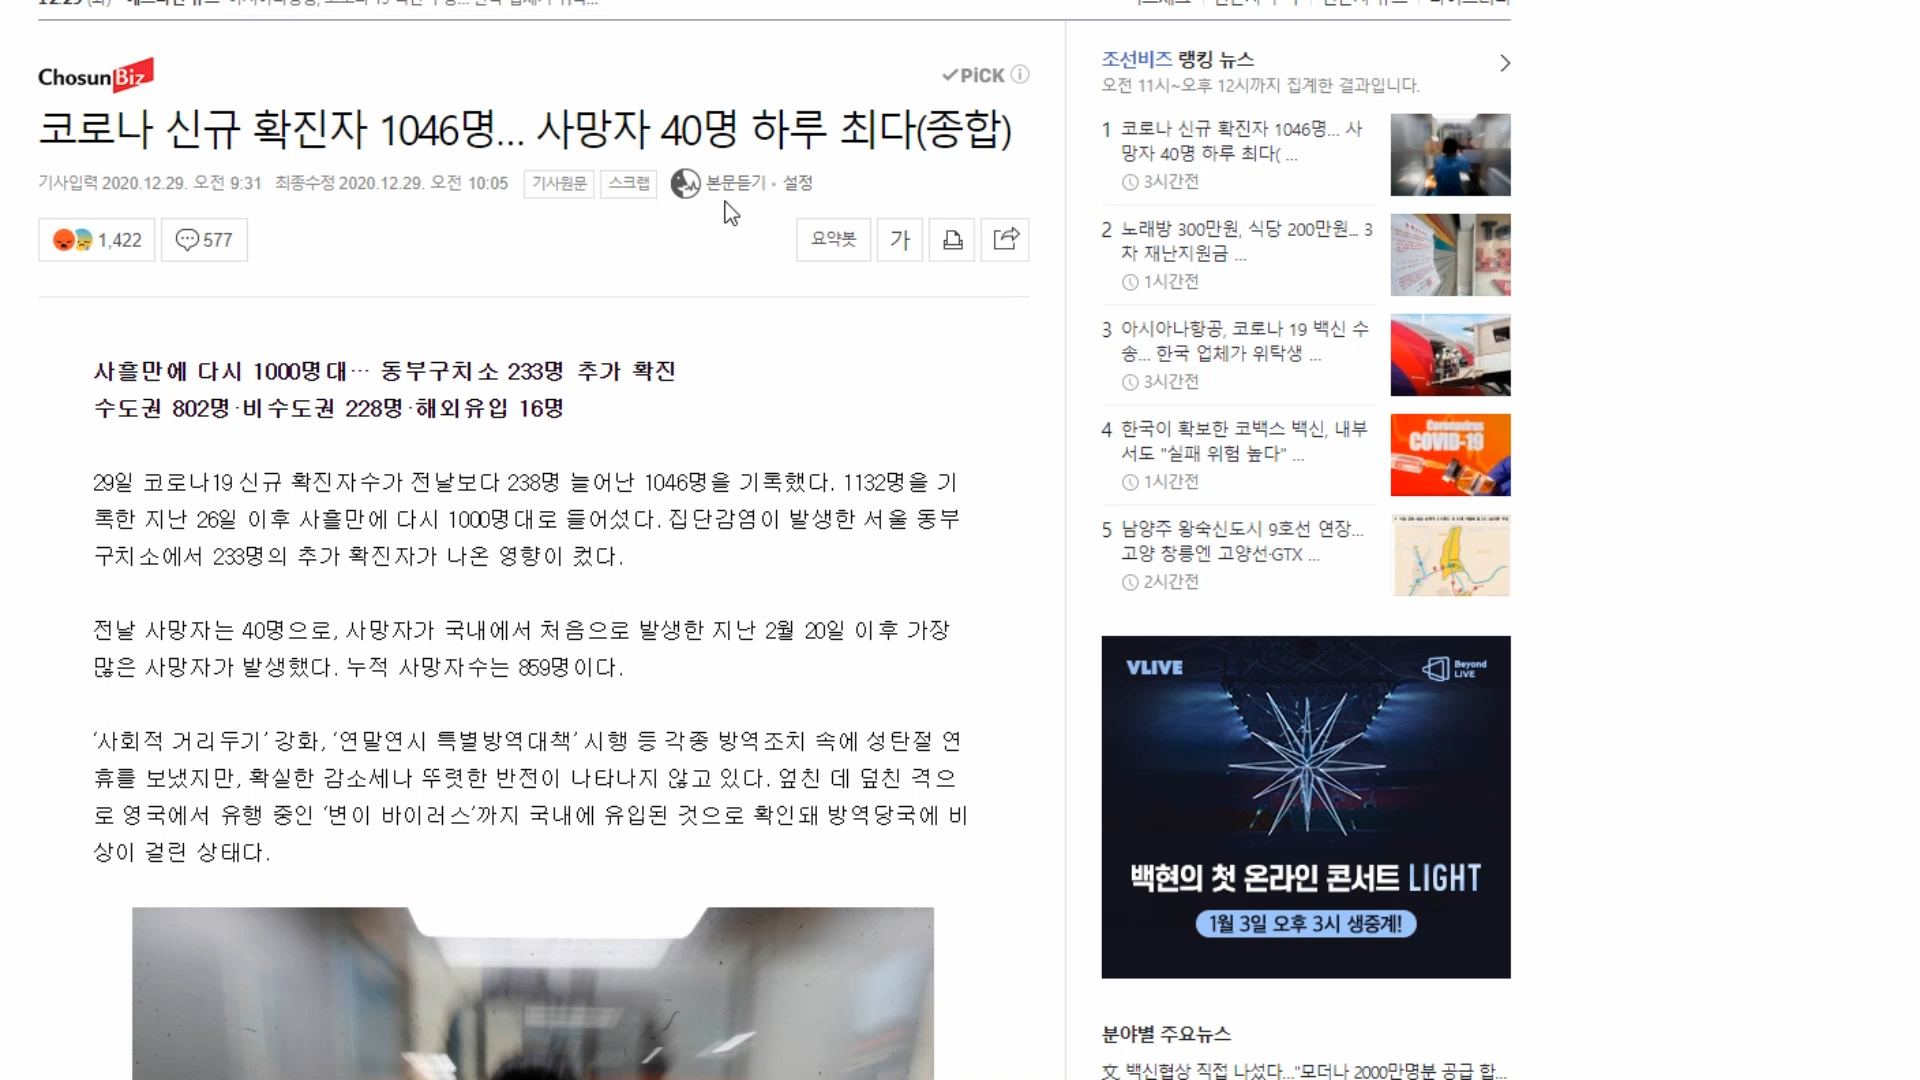 ChosunBiz
PiCK
코로나 신규 확진자 1046명... 사망자 40명 하루 최다(종합)
기사입력 2020.12.29. 오전 9:31 최종수정 2020.12.29. 오전 10:05 기사원문 스크랩 본문듣기 · 설정
1,422 577 요약봇 가
사흘만에 다시 1000명대… 동부구치소 233명 추가 확진
수도권 802명·비수도권 228명·해외유입 16명
29일 코로나19 신규 확진자수가 전날보다 238명 늘어난 1046명을 기록했다. 1132명을 기
록한 지난 26일 이후 사흘만에 다시 1000명대로 들어섰다. 집단감염이 발생한 서울 동부
구치소에서 233명의 추가 확진자가 나온 영향이 컸다.
전날 사망자는 40명으로, 사망자가 국내에서 처음으로 발생한 지난 2월 20일 이후 가장
많은 사망자가 발생했다. 누적 사망자수는 859명이다.
‘사회적 거리두기’ 강화, ‘연말연시 특별방역대책’ 시행 등 각종 방역조치 속에 성탄절 연
휴를 보냈지만, 확실한 감소세나 뚜렷한 반전이 나타나지 않고 있다. 엎친 데 덮친 격으
로 영국에서 유행 중인 ‘변이 바이러스’까지 국내에 유입된 것으로 확인돼 방역당국에 비
상이 걸린 상태다.
조선비즈 랭킹 뉴스
오전 11시~오후 12시까지 집계한 결과입니다.
1 코로나 신규 확진자 1046명... 사
망자 40명 하루 최다( ...
3시간전
2 노래방 300만원, 식당 200만원... 3
차 재난지원금 ...
1시간전
3 아시아나항공, 코로나 19 백신 수
송... 한국 업체가 위탁생 ...
3시간전
4 한국이 확보한 코백스 백신, 내부
서도 "실패 위험 높다" ...
1시간전
Coronavirus
COVID-19
5 남양주 왕숙신도시 9호선 연장...
고양 창릉엔 고양선·GTX ...
2시간전
VLIVE
Beyond
LIVE
백현의 첫 온라인 콘서트 LIGHT
1월 3일 오후 3시 생중계!
분야별 주요뉴스
文, 백신협상 직접 나섰다..."모더나 2000만명분 공급 합...